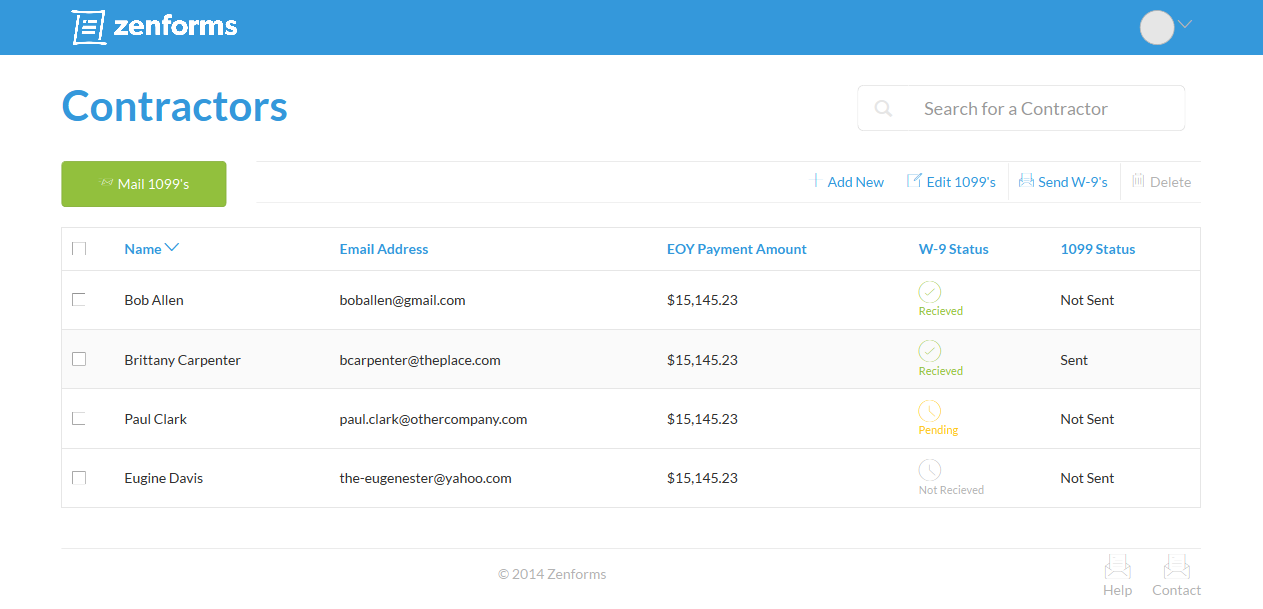 zenforms
Contractors
Search for a Contractor
Mail 1099's
Add New
Edit 1099's
Send W-9's
Delete
Name
Email Address
EOY Payment Amount
W-9 Status
1099 Status
Bob Allen
boballen@gmail.com
$15,145.23
Recieved
Not Sent
Brittany Carpenter
bcarpenter@theplace.com
$15,145.23
Recieved
Sent
Paul Clark
paul.clark@othercompany.com
$15,145.23
Pending
Not Sent
Eugine Davis
the-eugenester@yahoo.com
$15,145.23
Not Recieved
Not Sent
© 2014 Zenforms
Help
Contact